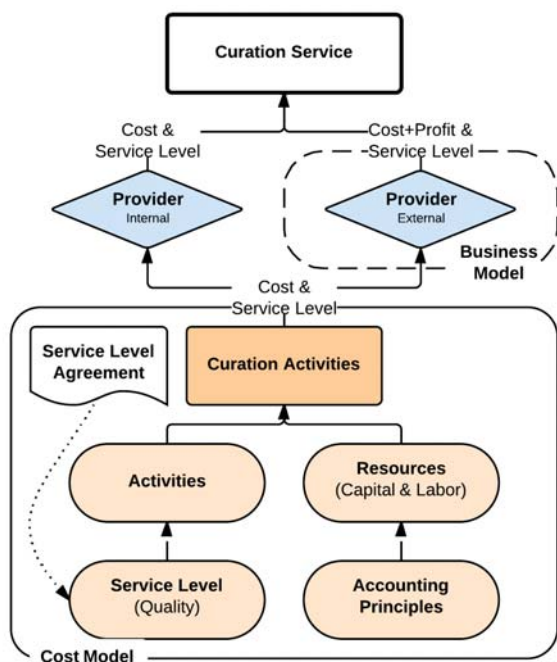 Curation Service
Cost &
Service Level
Cost+Profit &
Service Level
Provider
Internal
Provider
External
Business
Model
Cost &
Service Level
Service Level
Agreement
Curation Activities
Activities
Resources
(Capital & Labor)
Service Level
(Quality)
Accounting
Principles
Cost Model